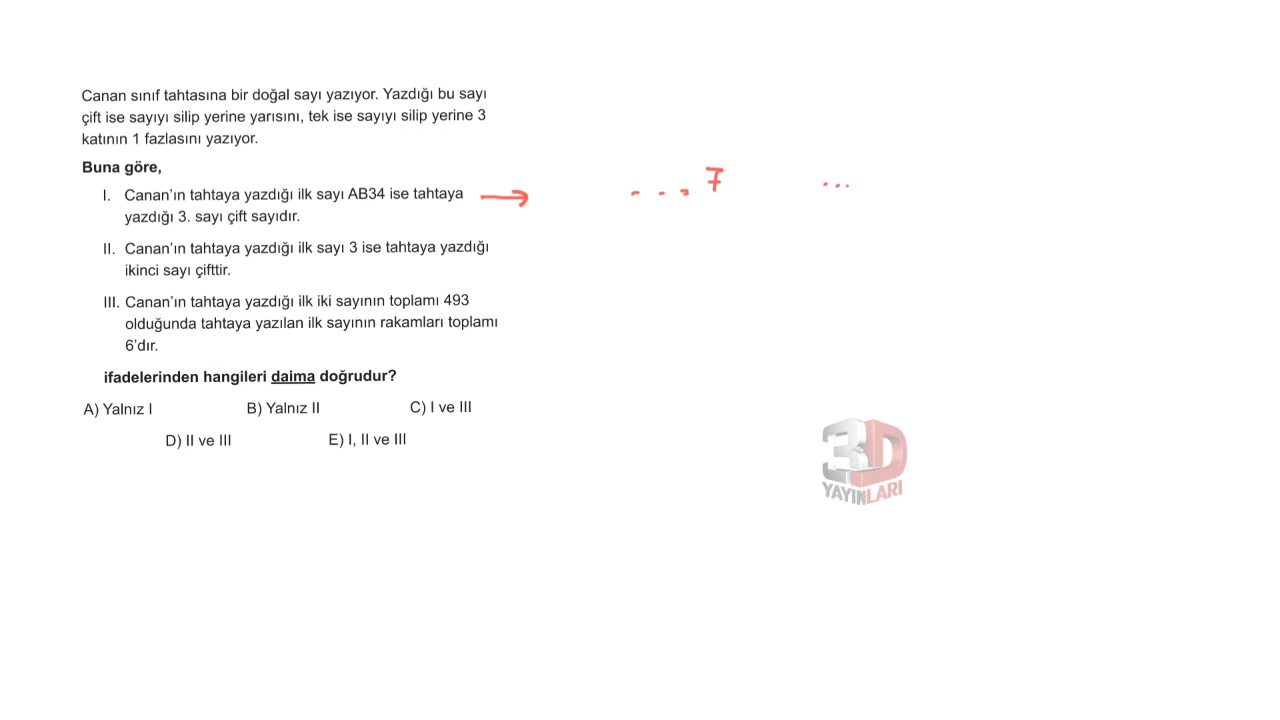 Canan sınıf tahtasına bir doğal sayı yazıyor. Yazdığı bu sayı
çift ise sayıyı silip yerine yarısını, tek ise sayıyı silip yerine 3
katının 1 fazlasını yazıyor.
Buna göre,
I. Canan'ın tahtaya yazdığı ilk sayı AB34 ise tahtaya
yazdığı 3. sayı çift sayıdır.
7
...
II. Canan'ın tahtaya yazdığı ilk sayı 3 ise tahtaya yazdığı
ikinci sayı çifttir.
III. Canan'ın tahtaya yazdığı ilk iki sayının toplamı 493
olduğunda tahtaya yazılan ilk sayının rakamları toplamı
6'dır.
ifadelerinden hangileri daima doğrudur?
A) Yalnız I B) Yalnız II C) I ve III
D) II ve III E) I, II ve III
3D
YAYINLARI